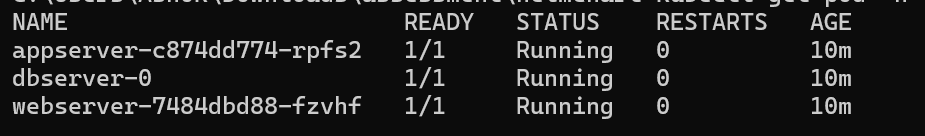 NAME READY STATUS RESTARTS AGE
appserver-c874dd774-rpfs2 1/1 Running 0 10m
dbserver-0 1/1 Running 0 10m
webserver-7484dbd88-fzvhf 1/1 Running 0 10m